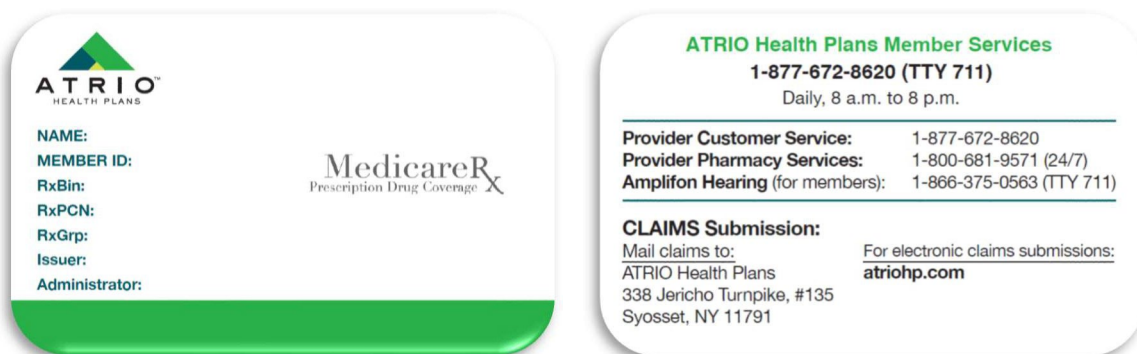 ATRIO™
HEALTH PLANS
NAME:
MEMBER ID:
RxBin:
RxPCN:
RxGrp:
Issuer:
Administrator:
MedicareRx
Prescription Drug Coverage
ATRIO Health Plans Member Services
1-877-672-8620 (TTY 711)
Daily, 8 a.m. to 8 p.m.
Provider Customer Service: 1-877-672-8620
Provider Pharmacy Services: 1-800-681-9571 (24/7)
Amplifon Hearing (for members): 1-866-375-0563 (TTY 711)
CLAIMS Submission:
Mail claims to:
ATRIO Health Plans
338 Jericho Turnpike, #135
Syosset, NY 11791
For electronic claims submissions:
atriohp.com